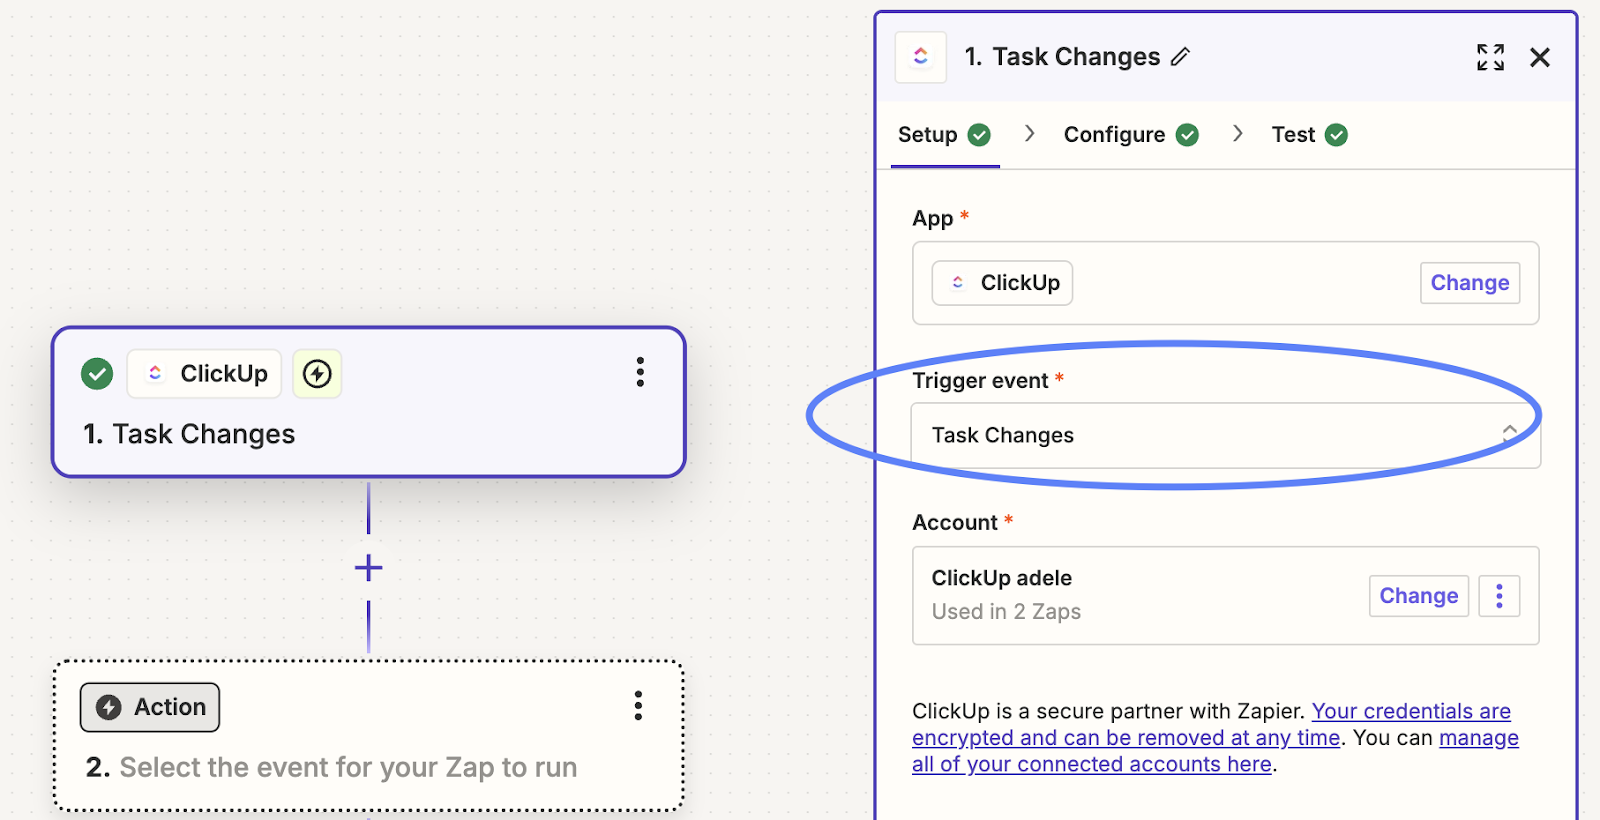 ClickUp
1. Task Changes
Action
2. Select the event for your Zap to run
1. Task Changes
Setup
Configure
Test
App *
ClickUp
Change
Trigger event *
Task Changes
Account *
ClickUp adele
Used in 2 Zaps
Change
ClickUp is a secure partner with Zapier. Your credentials are
encrypted and can be removed at any time. You can manage
all of your connected accounts here.